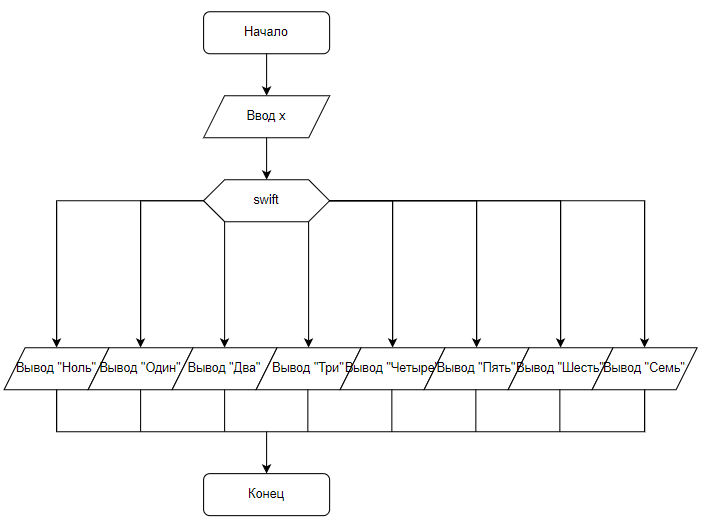 Начало
Ввод x
swift
Вывод "Ноль"
Вывод "Один"
Вывод "Два"
Вывод "Три"
Вывод "Четыре"
Вывод "Пять"
Вывод "Шесть"
Вывод "Семь"
Конец